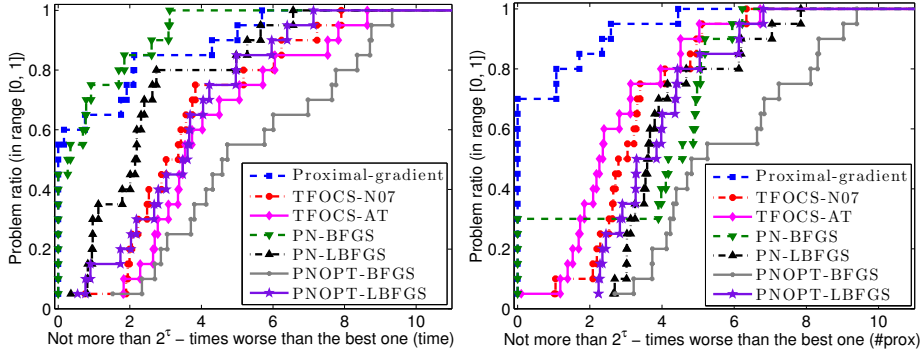 Problem ratio (in range [0, 1])
1
0.8
0.6
0.4
0.2
0
Proximal-gradient
TFOCS-N07
TFOCS-AT
PN-BFGS
PN-LBFGS
PNOPT-BFGS
PNOPT-LBFGS
0 2 4 6 8 10
Not more than 2^τ − times worse than the best one (time)
Problem ratio (in range [0, 1])
1
0.8
0.6
0.4
0.2
0
Proximal-gradient
TFOCS-N07
TFOCS-AT
PN-BFGS
PN-LBFGS
PNOPT-BFGS
PNOPT-LBFGS
0 2 4 6 8 10
Not more than 2^τ − times worse than the best one (#prox)